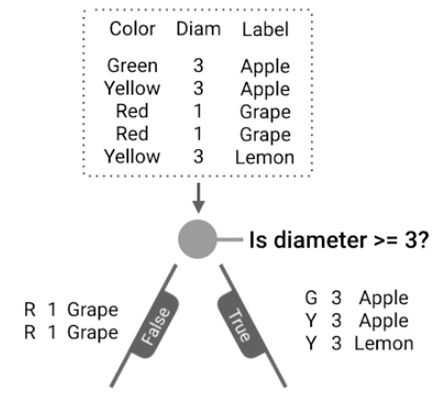 Color Diam Label
Green 3 Apple
Yellow 3 Apple
Red 1 Grape
Red 1 Grape
Yellow 3 Lemon
Is diameter >= 3?
R 1 Grape
R 1 Grape
False
True
G 3 Apple
Y 3 Apple
Y 3 Lemon